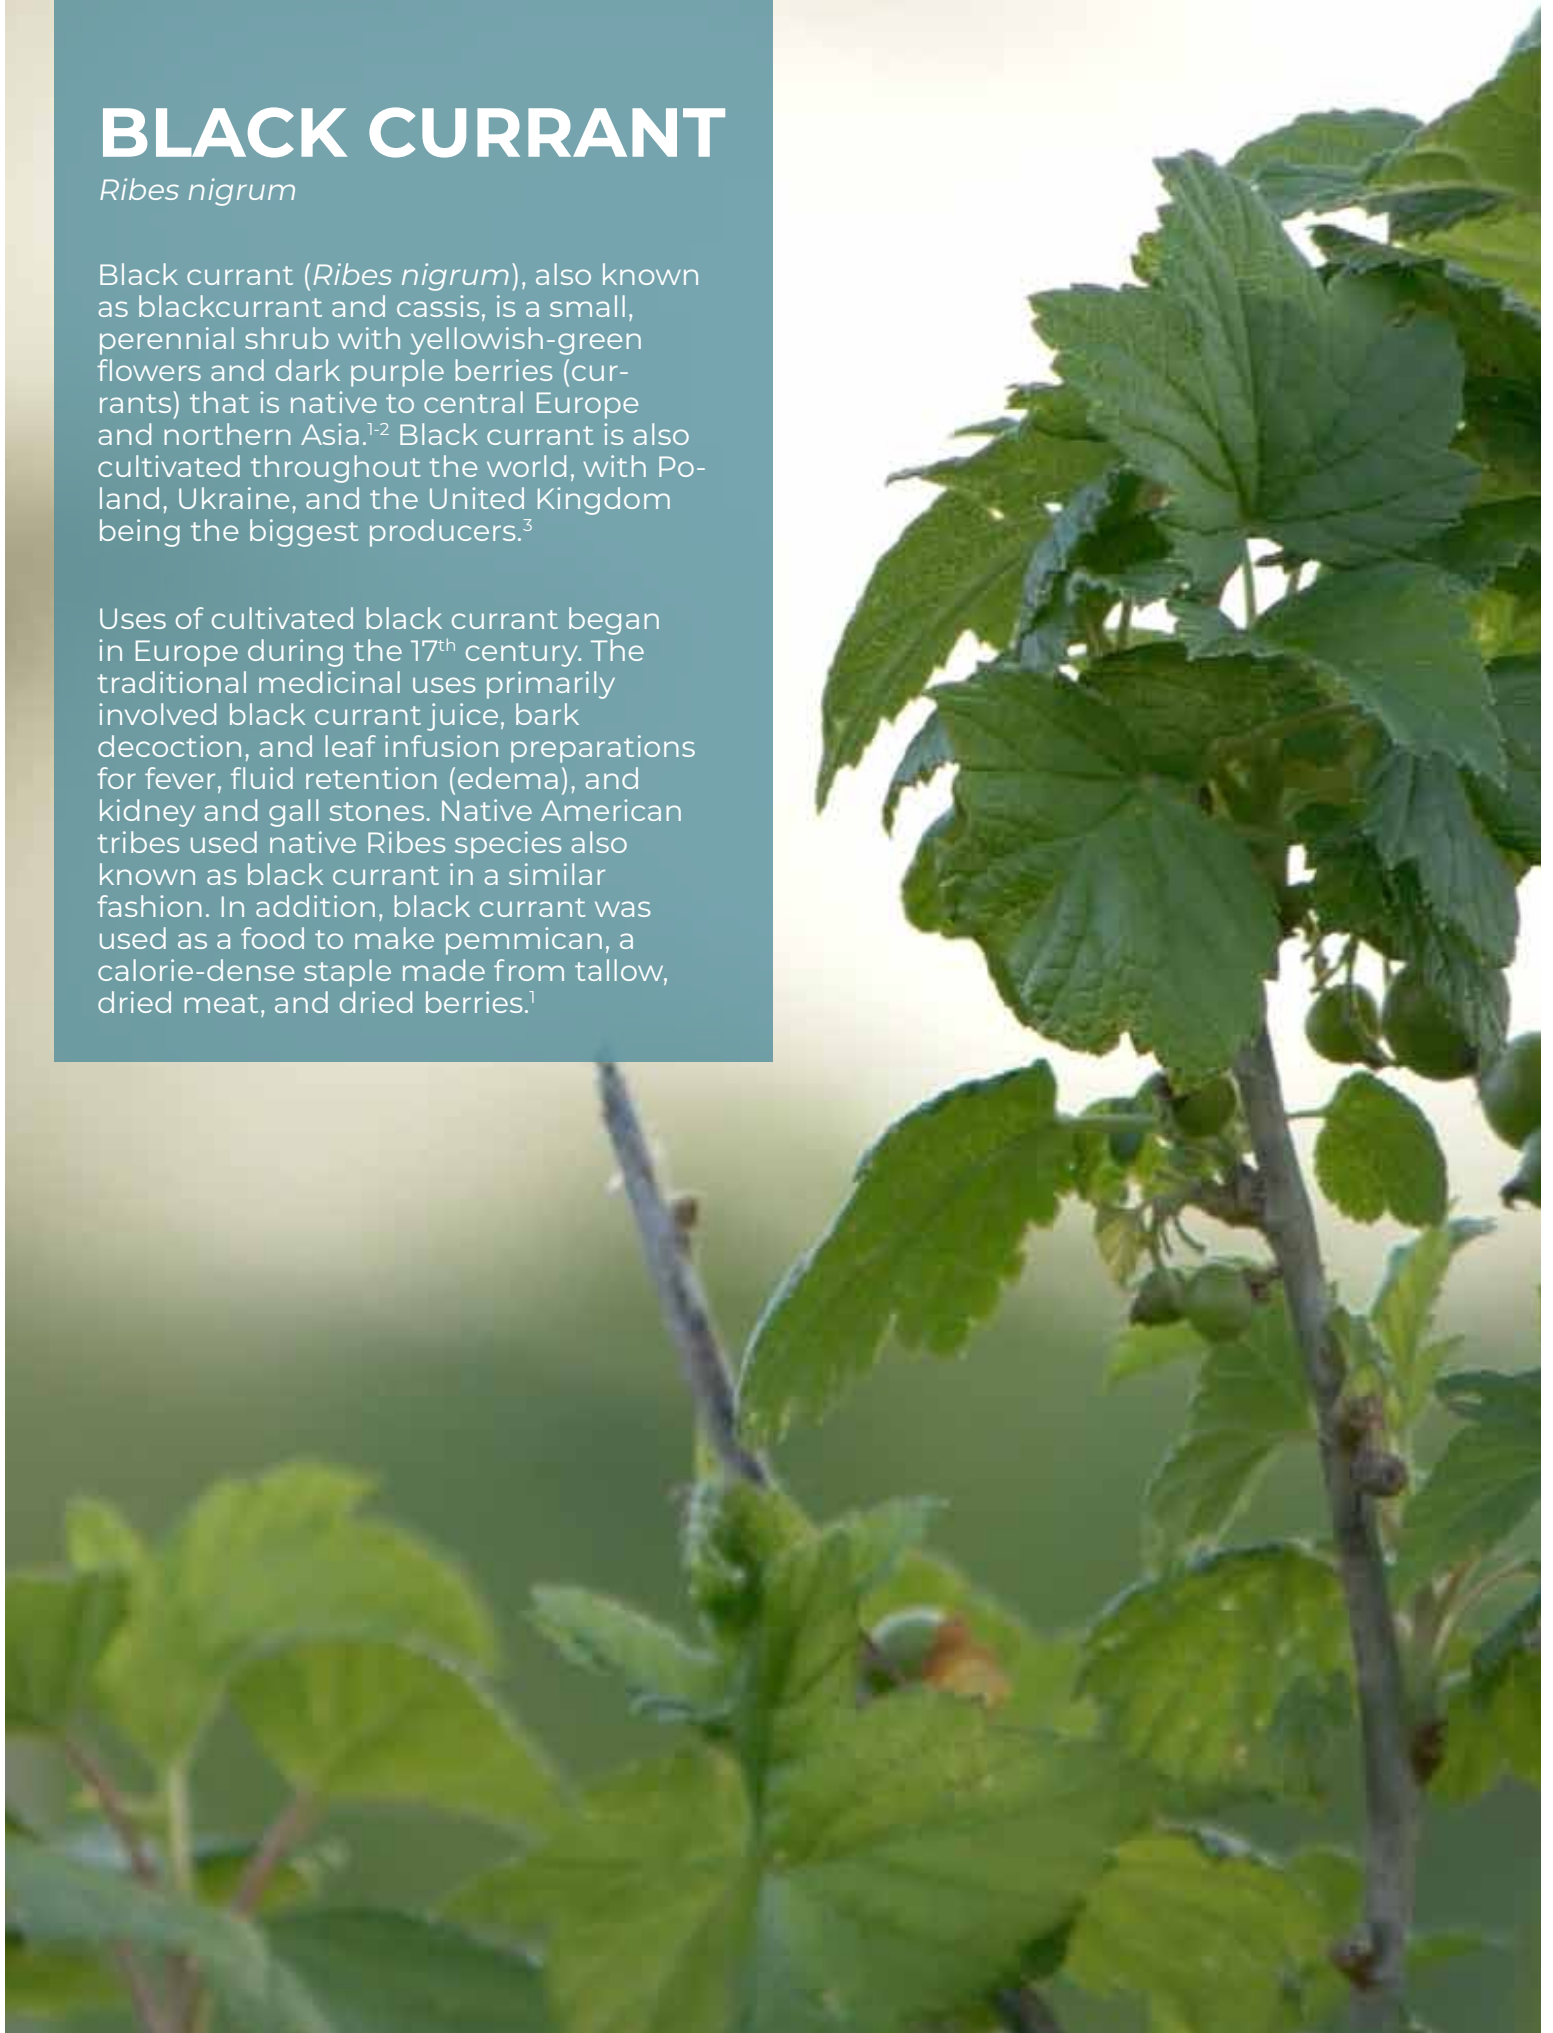 BLACK CURRANT
Ribes nigrum
Black currant (Ribes nigrum), also known
as blackcurrant and cassis, is a small,
perennial shrub with yellowish-green
flowers and dark purple berries (cur-
rants) that is native to central Europe
and northern Asia.1-2 Black currant is also
cultivated throughout the world, with Po-
land, Ukraine, and the United Kingdom
being the biggest producers.3
Uses of cultivated black currant began
in Europe during the 17th century. The
traditional medicinal uses primarily
involved black currant juice, bark
decoction, and leaf infusion preparations
for fever, fluid retention (edema), and
kidney and gall stones. Native American
tribes used native Ribes species also
known as black currant in a similar
fashion. In addition, black currant was
used as a food to make pemmican, a
calorie-dense staple made from tallow,
dried meat, and dried berries.1